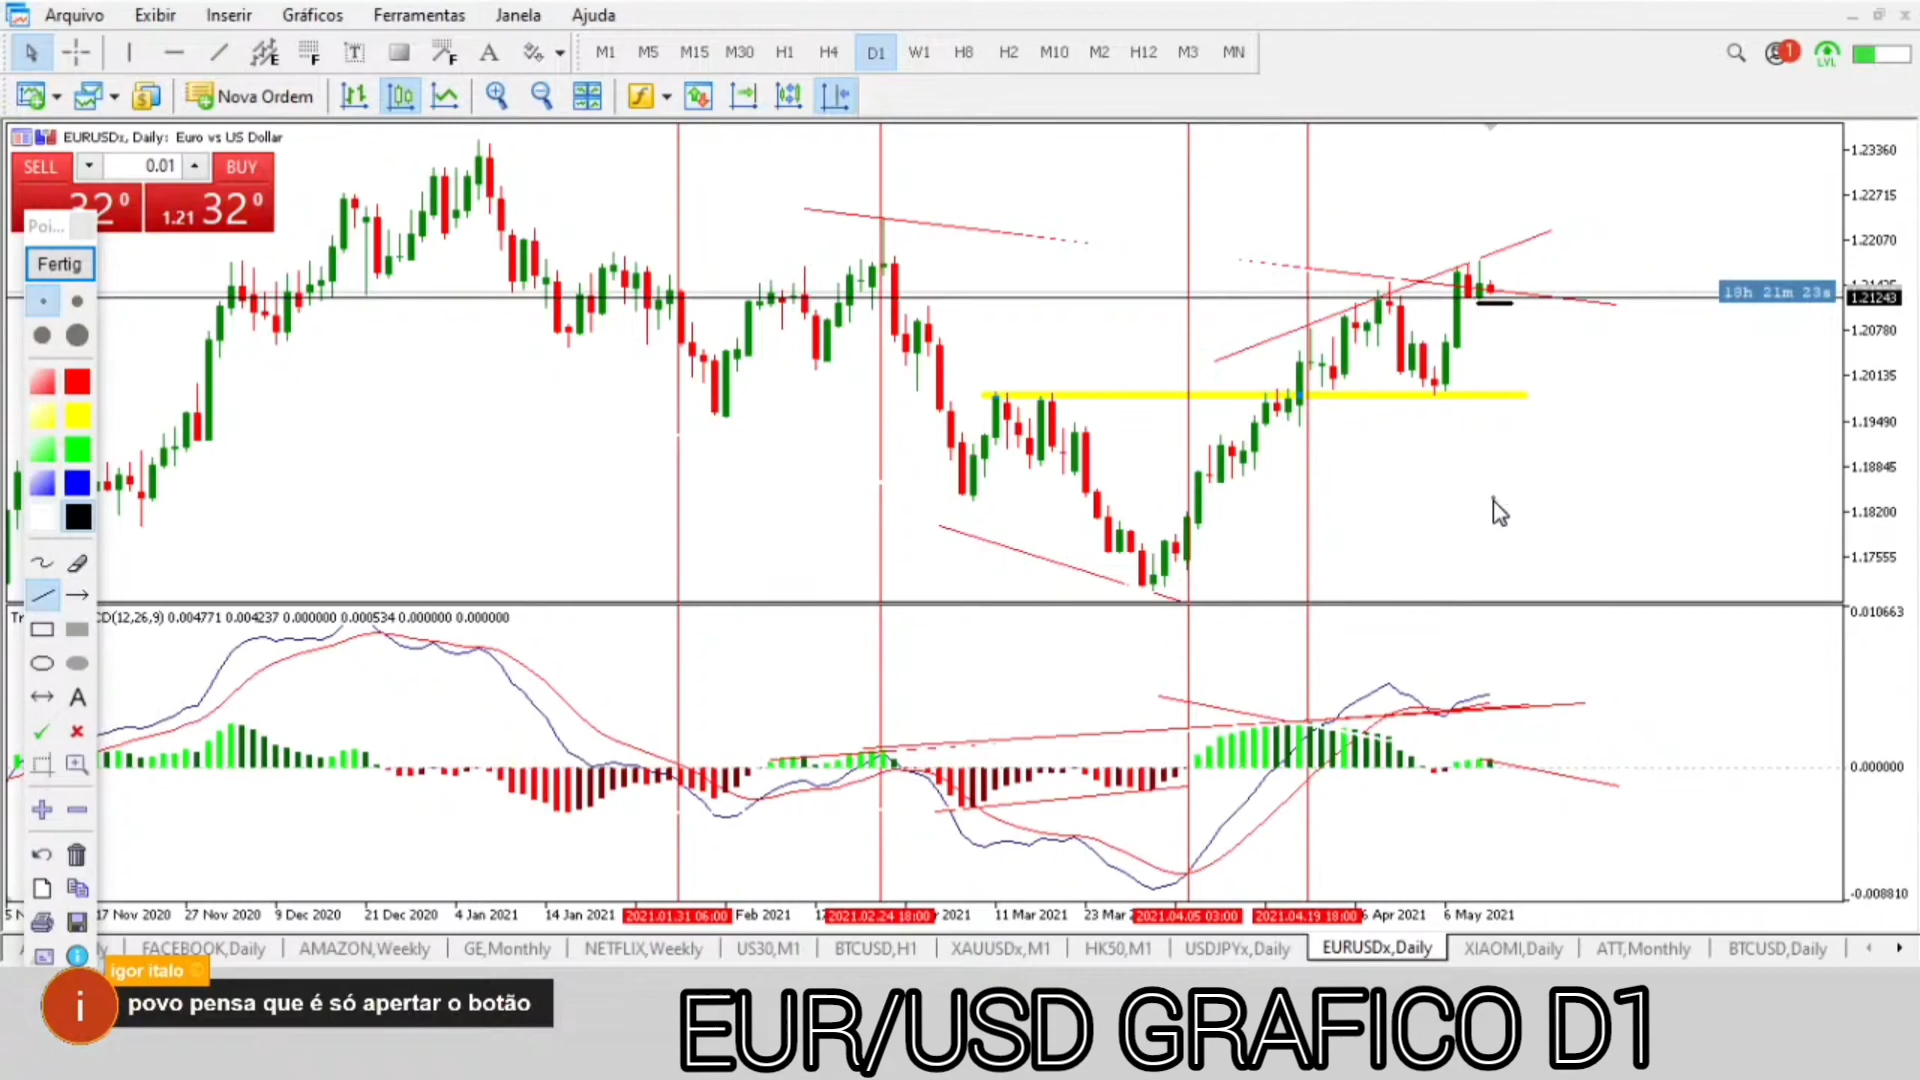 Arquivo Exibir Inserir Gráficos Ferramentas Janela Ajuda
M1 M5 M15 M30 H1 H4 D1 W1 H8 H2 M10 M2 H12 M3 MN
1
LVL
Nova Ordem
EURUSDx, Daily: Euro vs US Dollar
SELL 0.01 BUY
32⁰ 1.21 32⁰
Poi...
Fertig
1.23360
1.22715
1.22070
18h 21m 23s
1.21243
1.20780
1.20135
1.19490
1.18845
1.18200
1.17555
CD(12,26,9) 0.004771 0.004237 0.000000 0.000534 0.000000 0.000000
0.010663
0.000000
-0.008810
17 Nov 2020 27 Nov 2020 9 Dec 2020 21 Dec 2020 4 Jan 2021 14 Jan 2021 2021.01.31 06:00 Feb 2021 2021.02.24 18:00 2021 11 Mar 2021 23 Mar 2021.04.05 03:00 2021.04.19 18:00 Apr 2021 6 May 2021
FACEBOOK,Daily AMAZON,Weekly GE,Monthly NETFLIX,Weekly US30,M1 BTCUSD,H1 XAUUSDx,M1 HK50,M1 USDJPYx,Daily EURUSDx,Daily XIAOMI,Daily ATT,Monthly BTCUSD,Daily
igor italo
i
povo pensa que é só apertar o botão
EUR/USD GRAFICO D1